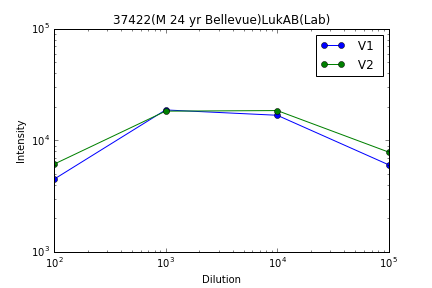 37422(M 24 yr Bellevue)LukAB(Lab)
10^5
V1
V2
10^4
Intensity
10^3
10^2 10^3 10^4 10^5
Dilution